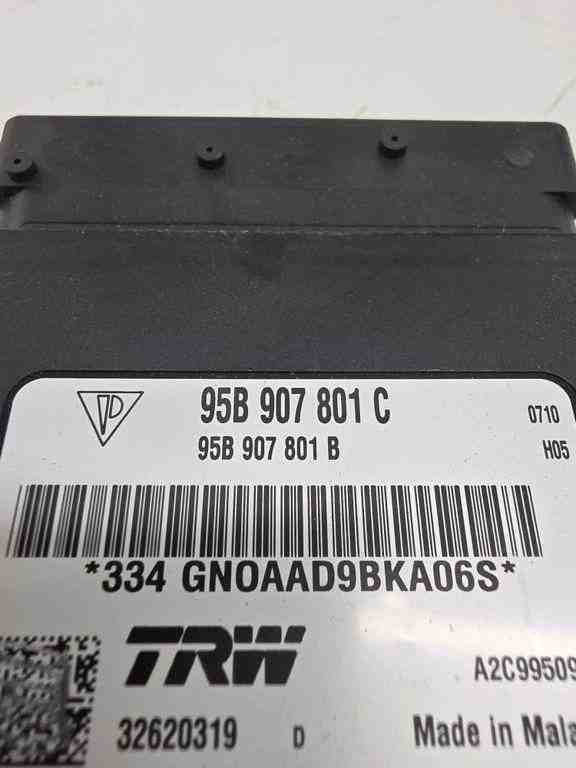 95B 907 801 C 0710
95B 907 801 B H05
*334 GNOAAD9BKA06S*
TRW A2C99509
32620319 D Made in Mala